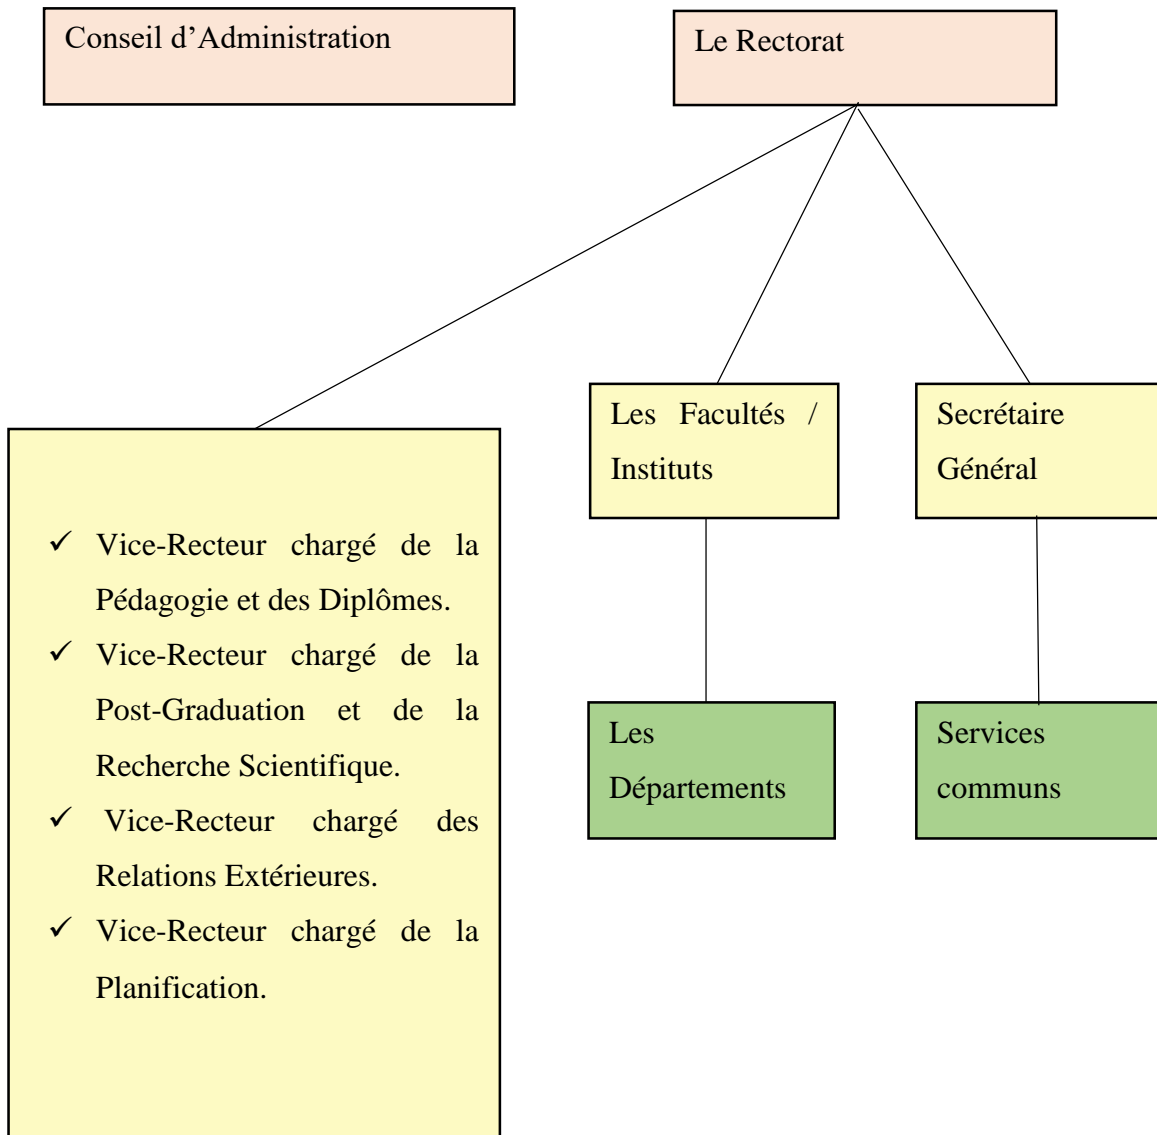 Conseil d’Administration
Le Rectorat
Les Facultés /
Instituts
Secrétaire
Général
✓ Vice-Recteur chargé de la
Pédagogie et des Diplômes.
✓ Vice-Recteur chargé de la
Post-Graduation et de la
Recherche Scientifique.
✓ Vice-Recteur chargé des
Relations Extérieures.
✓ Vice-Recteur chargé de la
Planification.
Les
Départements
Services
communs